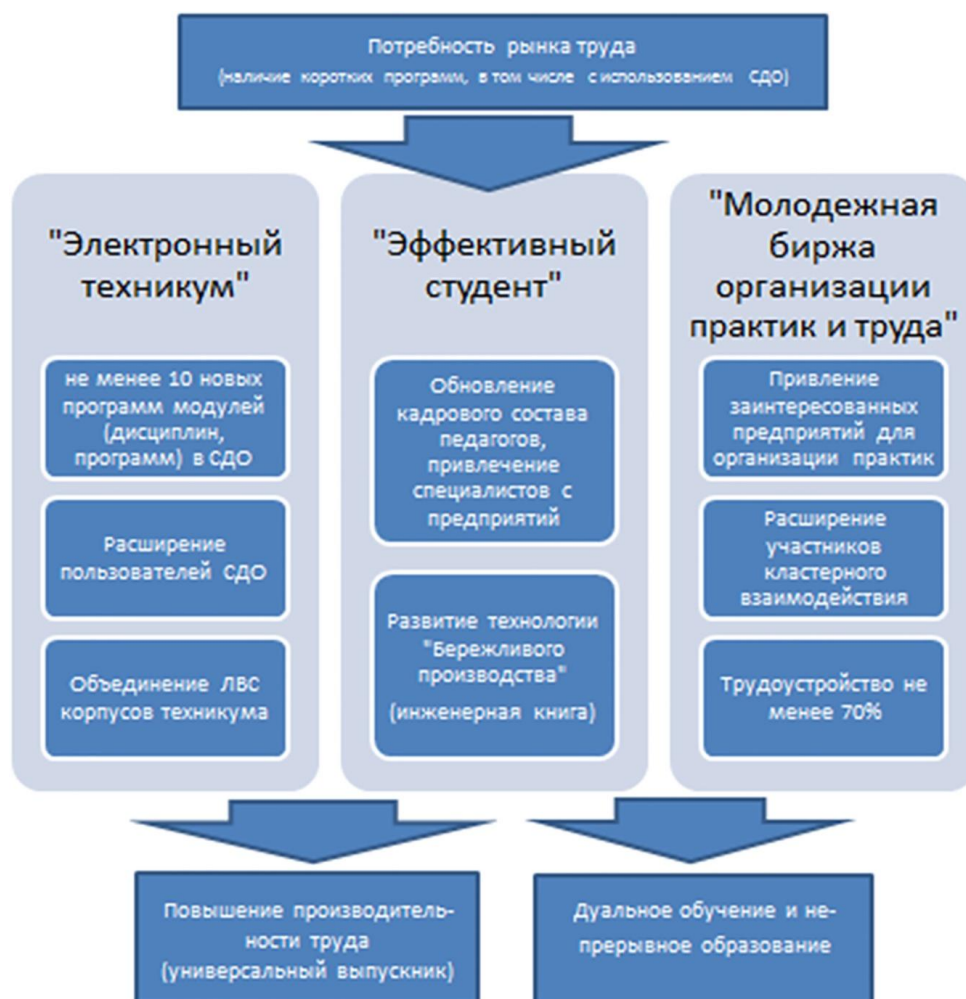 Потребность рынка труда
(наличие коротких программ, в том числе с использованием СДО)
"Электронный
техникум"
не менее 10 новых
программ модулей
(дисциплин,
программ) в СДО
Расширение
пользователей СДО
Объединение ЛВС
корпусов техникума
"Эффективный
студент"
Обновление
кадрового состава
педагогов,
привлечение
специалистов с
предприятий
Развитие технологии
"Бережливого
производства"
(инженерная книга)
"Молодежная
биржа
организации
практик и труда"
Привление
заинтересованных
предприятий для
организации практик
Расширение
участников
кластерного
взаимодействия
Трудоустройство не
менее 70%
Повышение производитель-
ности труда
(универсальный выпускник)
Дуальное обучение и не-
прерывное образование